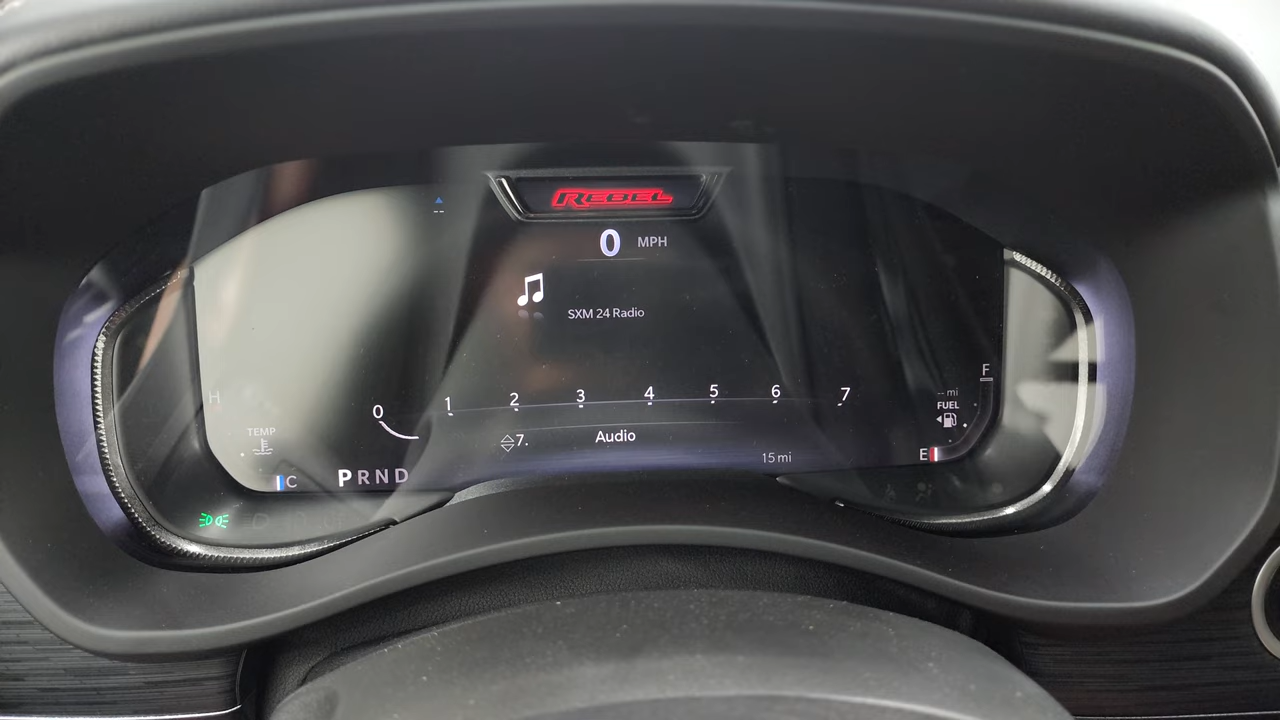 REBEL
--
0 MPH
SXM 24 Radio
0 1 2 3 4 5 6 7
H
TEMP
C
F
-- mi
FUEL
E
7.
Audio
15 mi
PRND